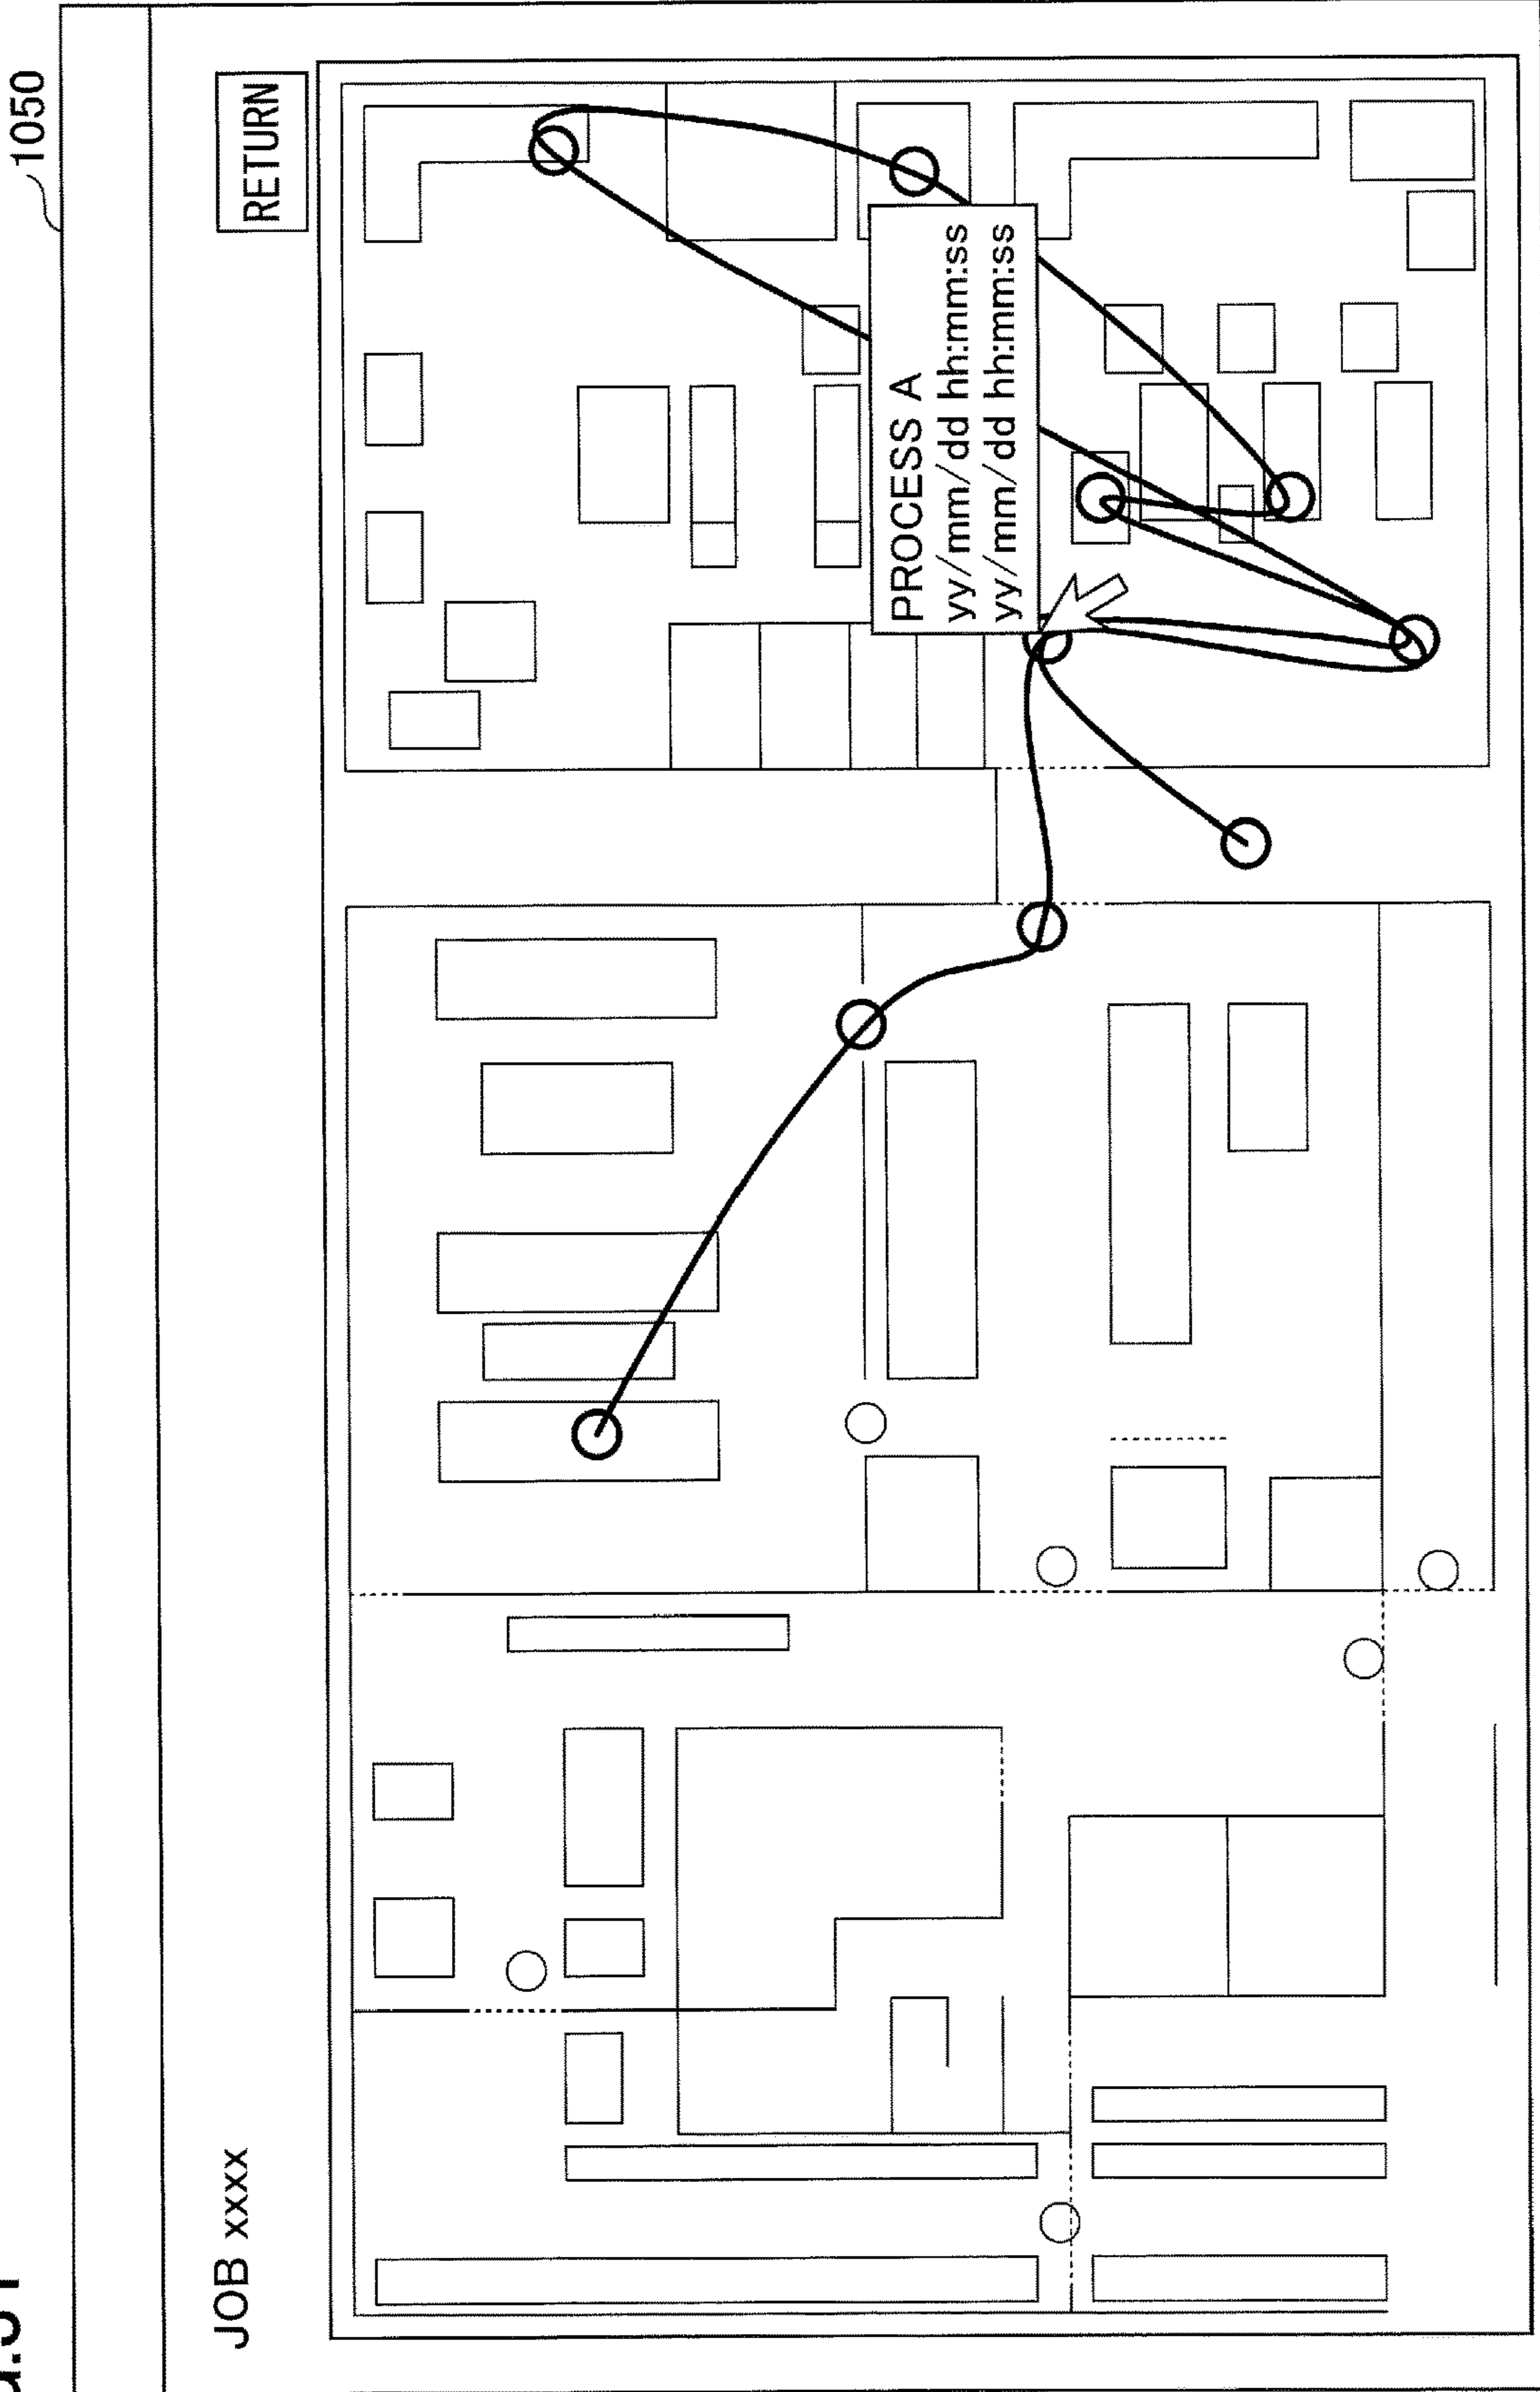 1050
JOB xxxx
RETURN
PROCESS A
yy/mm/dd hh:mm:ss
yy/mm/dd hh:mm:ss